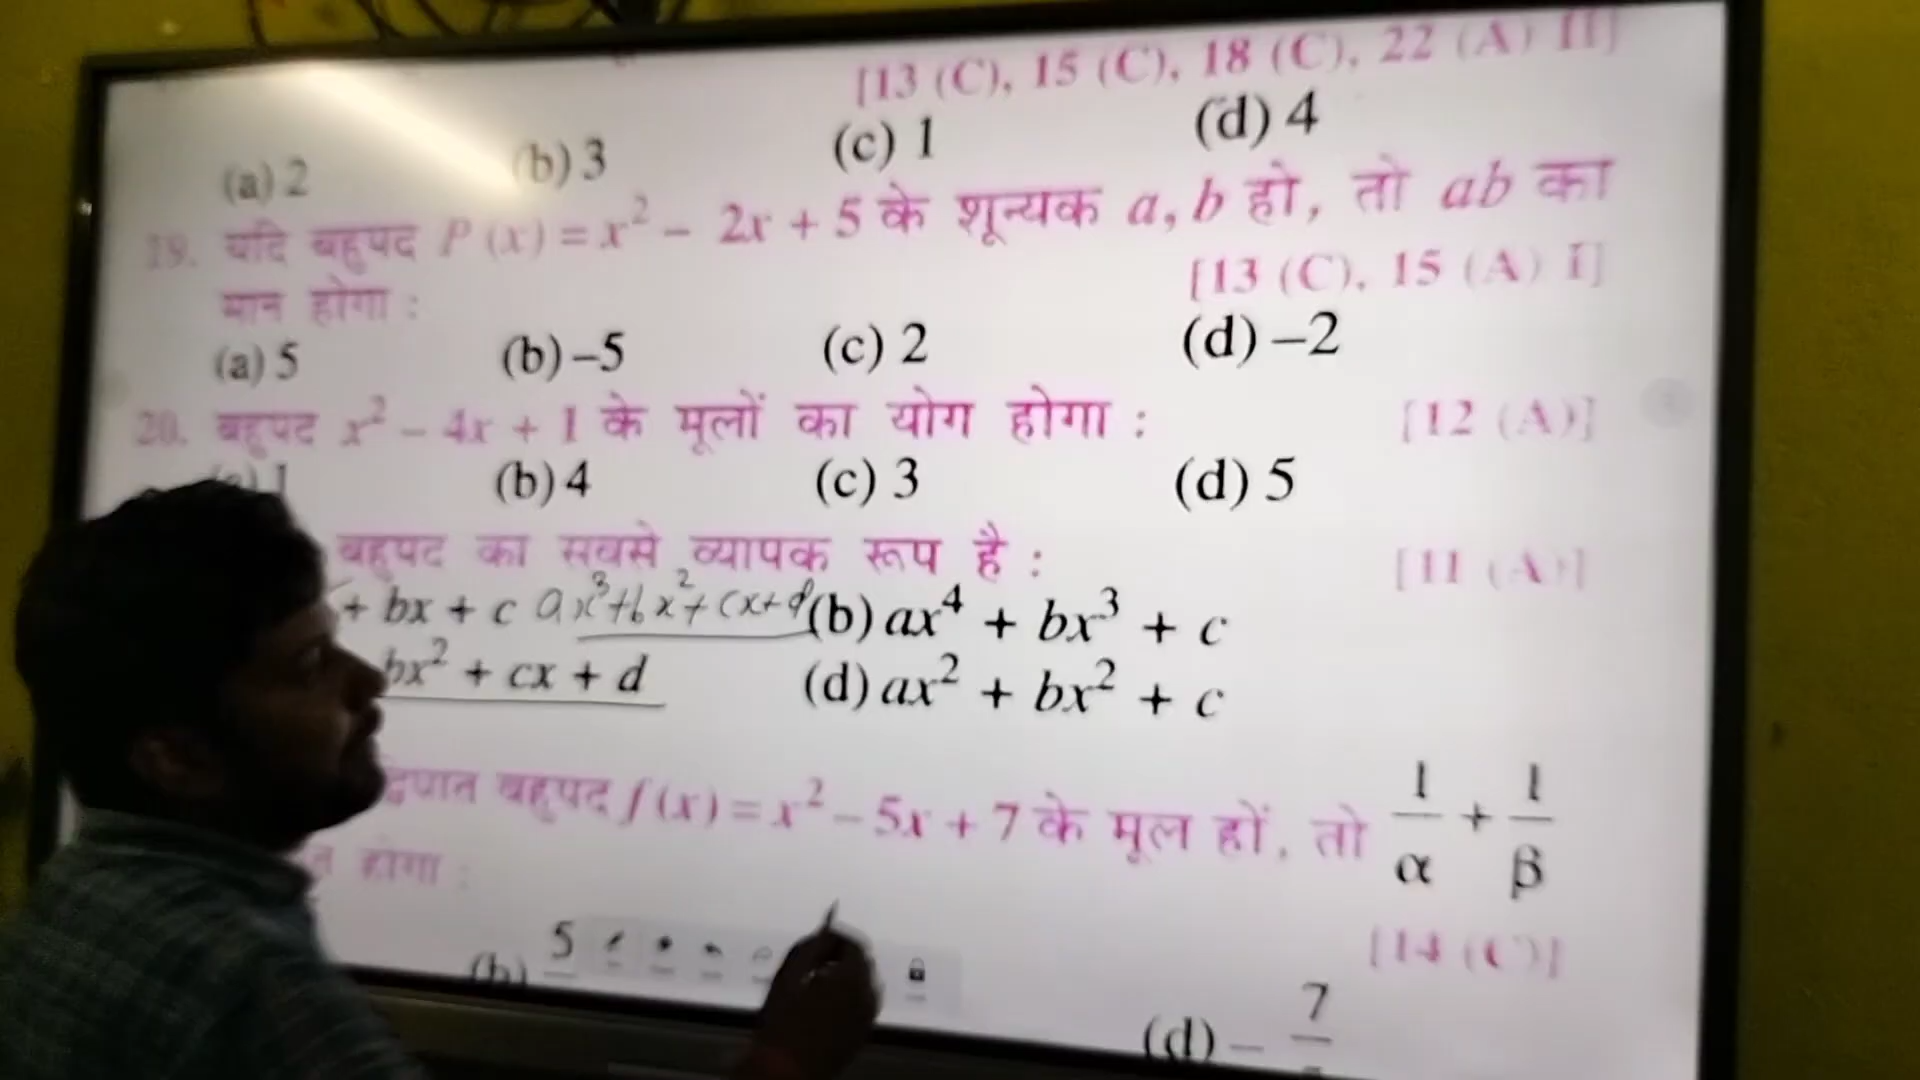 [13 (C), 15 (C), 18 (C), 22 (A) II]
(a) 2 (b) 3 (c) 1 (d) 4
19. यदि बहुपद P (x) = x² – 2x + 5 के शून्यक a, b हो, तो ab का
मान होगा : [13 (C), 15 (A) I]
(a) 5 (b) –5 (c) 2 (d) –2
20. बहुपद x² – 4x + 1 के मूलों का योग होगा : [12 (A)]
1 (b) 4 (c) 3 (d) 5
बहुपद का सबसे व्यापक रूप है : [11 (A)]
+ bx + c ax³+bx²+cx+d (b) ax⁴ + bx³ + c
bx² + cx + d (d) ax² + bx² + c
बहुपद f (x) = x² – 5x + 7 के मूल हों, तो 1/α + 1/β
होगा : [14 (C)]
(b) 5 (d) – 7